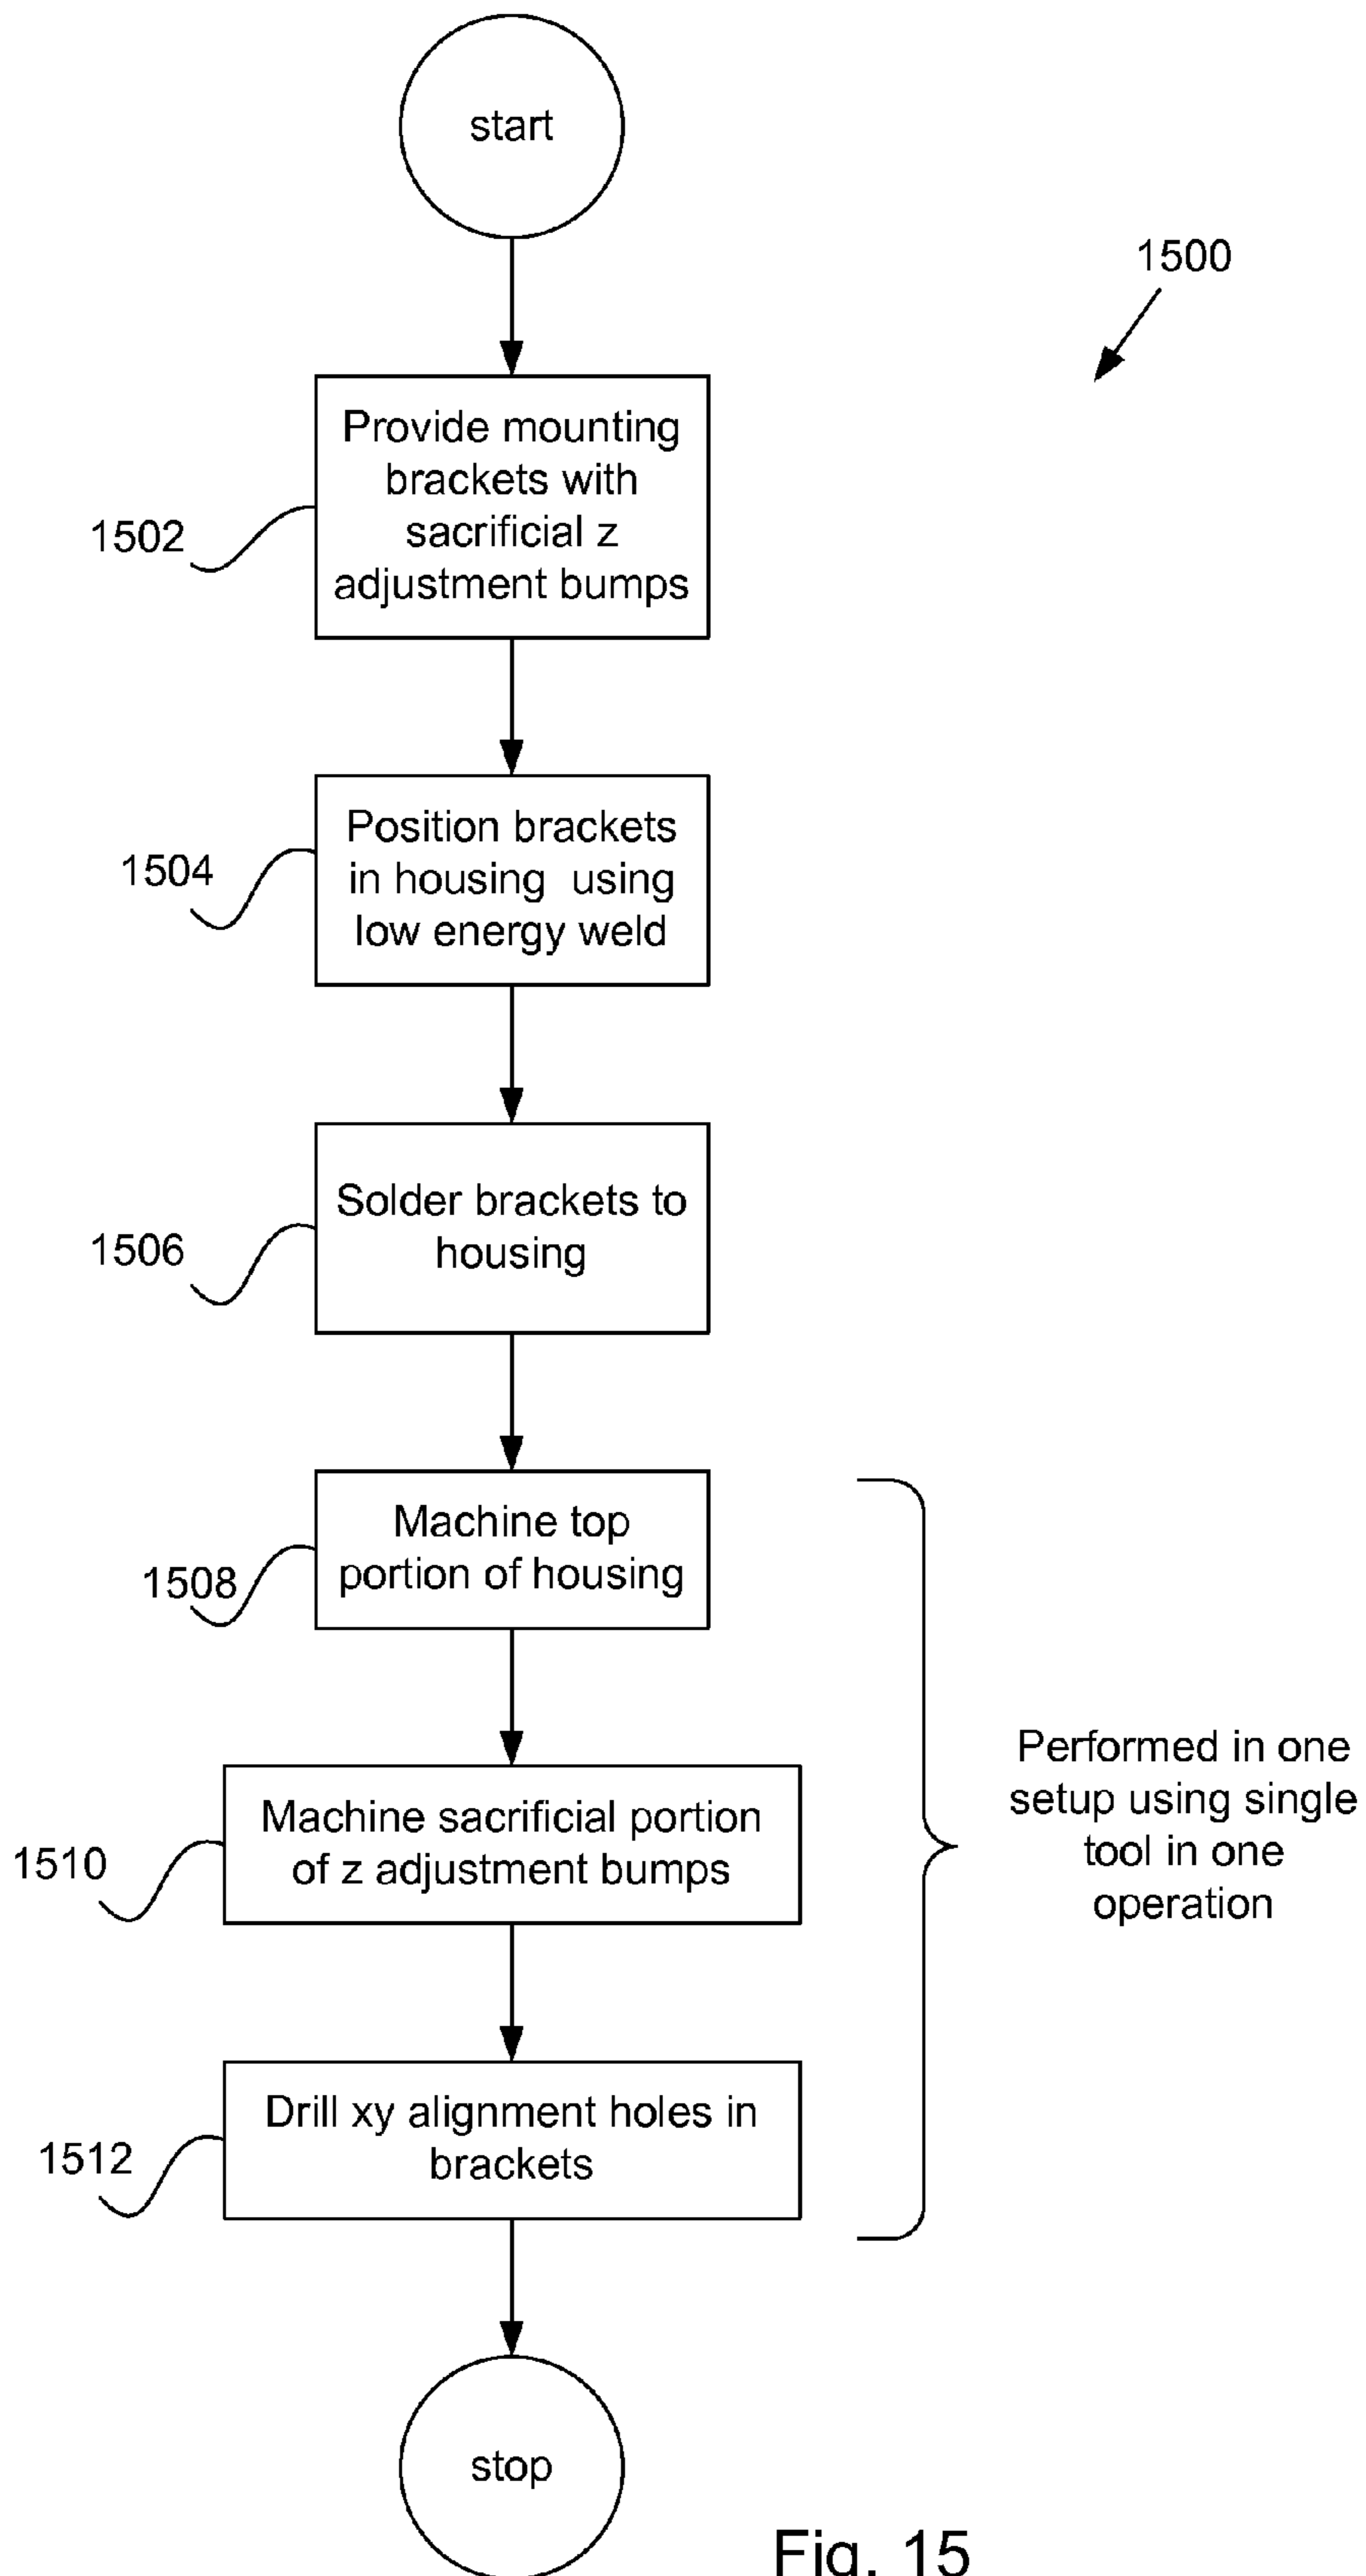 start
1500
Provide mounting
brackets with
sacrificial z
adjustment bumps
1502
Position brackets
in housing using
low energy weld
1504
Solder brackets to
housing
1506
Machine top
portion of housing
1508
Machine sacrificial portion
of z adjustment bumps
1510
Performed in one
setup using single
tool in one
operation
Drill xy alignment holes in
brackets
1512
stop
Fig. 15